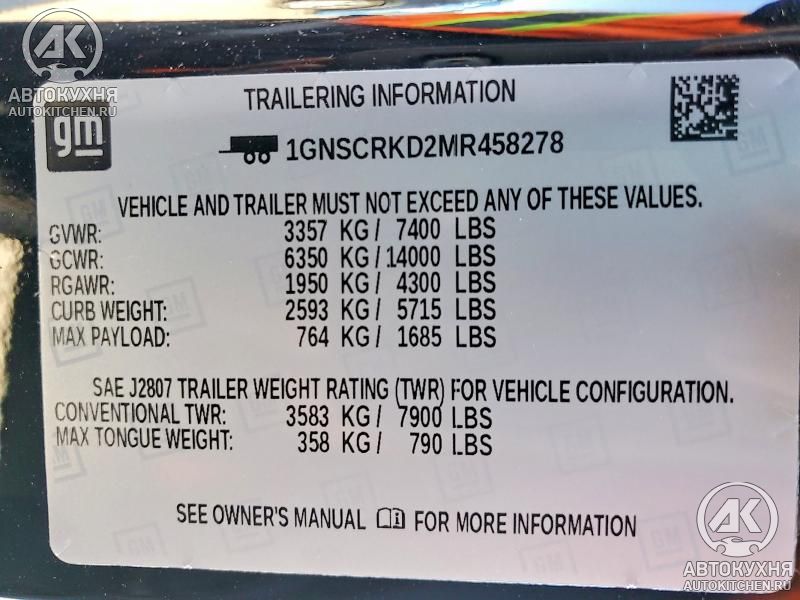 AK
АВТОКУХНЯ
AUTOKITCHEN.RU
gm
TRAILERING INFORMATION
1GNSCRKD2MR458278
VEHICLE AND TRAILER MUST NOT EXCEED ANY OF THESE VALUES.
GVWR: 3357 KG/ 7400 LBS
GCWR: 6350 KG/14000 LBS
RGAWR: 1950 KG/ 4300 LBS
CURB WEIGHT: 2593 KG/ 5715 LBS
MAX PAYLOAD: 764 KG/ 1685 LBS
SAE J2807 TRAILER WEIGHT RATING (TWR) FOR VEHICLE CONFIGURATION.
CONVENTIONAL TWR: 3583 KG/ 7900 LBS
MAX TONGUE WEIGHT: 358 KG/ 790 LBS
SEE OWNER'S MANUAL FOR MORE INFORMATION
AK
АВТОКУХНЯ
AUTOKITCHEN.RU